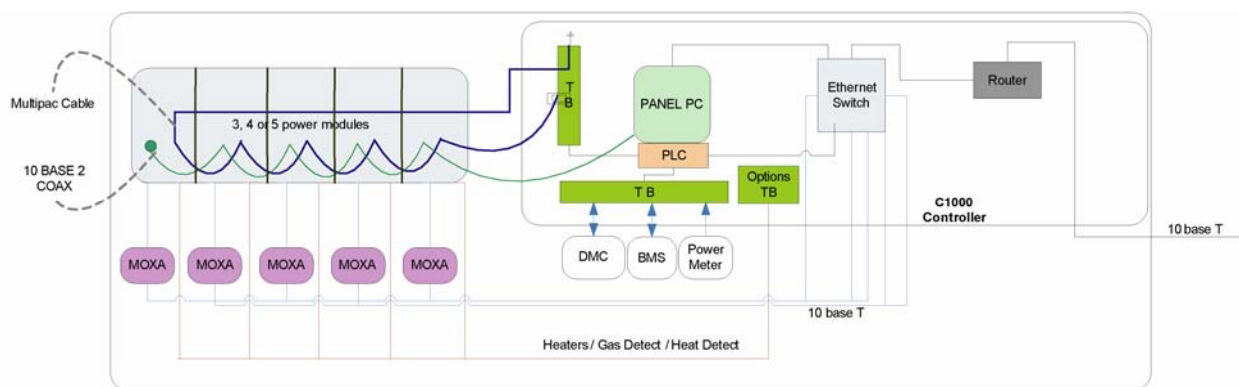 Multipac Cable
10 BASE 2
COAX
3, 4 or 5 power modules
T
B
PANEL PC
PLC
Ethernet
Switch
Router
T B
Options
TB
C1000
Controller
DMC
BMS
Power
Meter
10 base T
MOXA
MOXA
MOXA
MOXA
MOXA
10 base T
Heaters / Gas Detect / Heat Detect